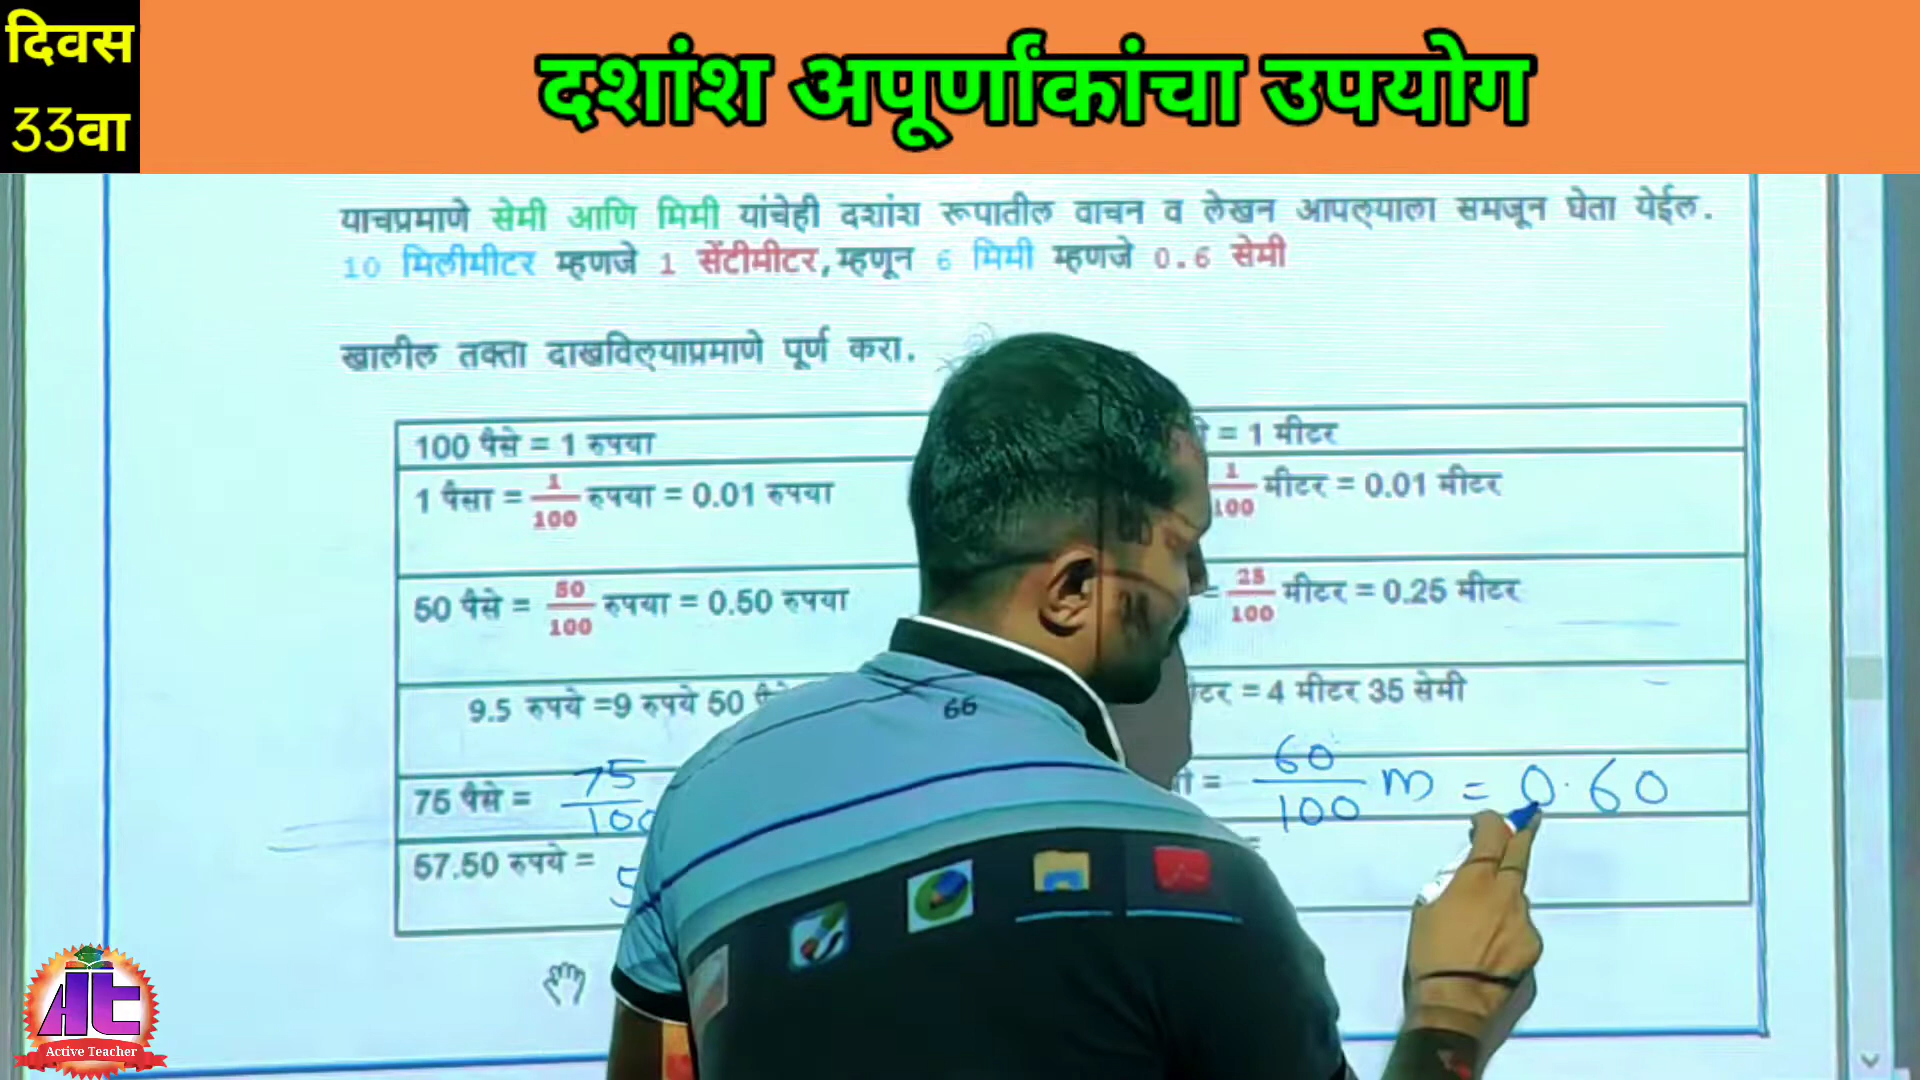 दिवस
33वा
दशांश अपूर्णांकांचा उपयोग
याचप्रमाणे सेमी आणि मिमी यांचेही दशांश रूपातील वाचन व लेखन आपल्याला समजून घेता येईल.
10 मिलीमीटर म्हणजे 1 सेंटीमीटर,म्हणून 6 मिमी म्हणजे 0.6 सेमी
खालील तक्ता दाखविल्याप्रमाणे पूर्ण करा.
100 पैसे = 1 रुपया
= 1 मीटर
1 पैसा = 1/100 रुपया = 0.01 रुपया
1/100 मीटर = 0.01 मीटर
50 पैसे = 50/100 रुपया = 0.50 रुपया
= 25/100 मीटर = 0.25 मीटर
9.5 रुपये =9 रुपये 50
= 4 मीटर 35 सेमी
75 पैसे = 75/100
= 60/100 m = 0.60
57.50 रुपये = 5
=
66
At
Active Teacher